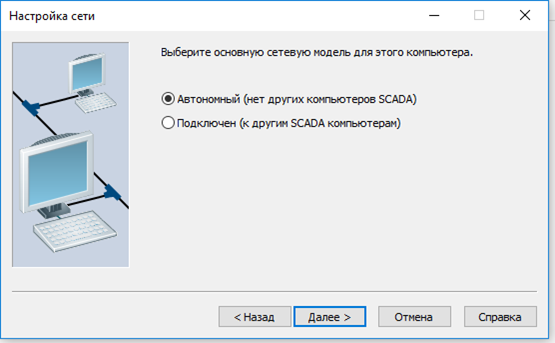 Настройка сети
Выберите основную сетевую модель для этого компьютера.
Автономный (нет других компьютеров SCADA)
Подключен (к другим SCADA компьютерам)
< Назад Далее > Отмена Справка